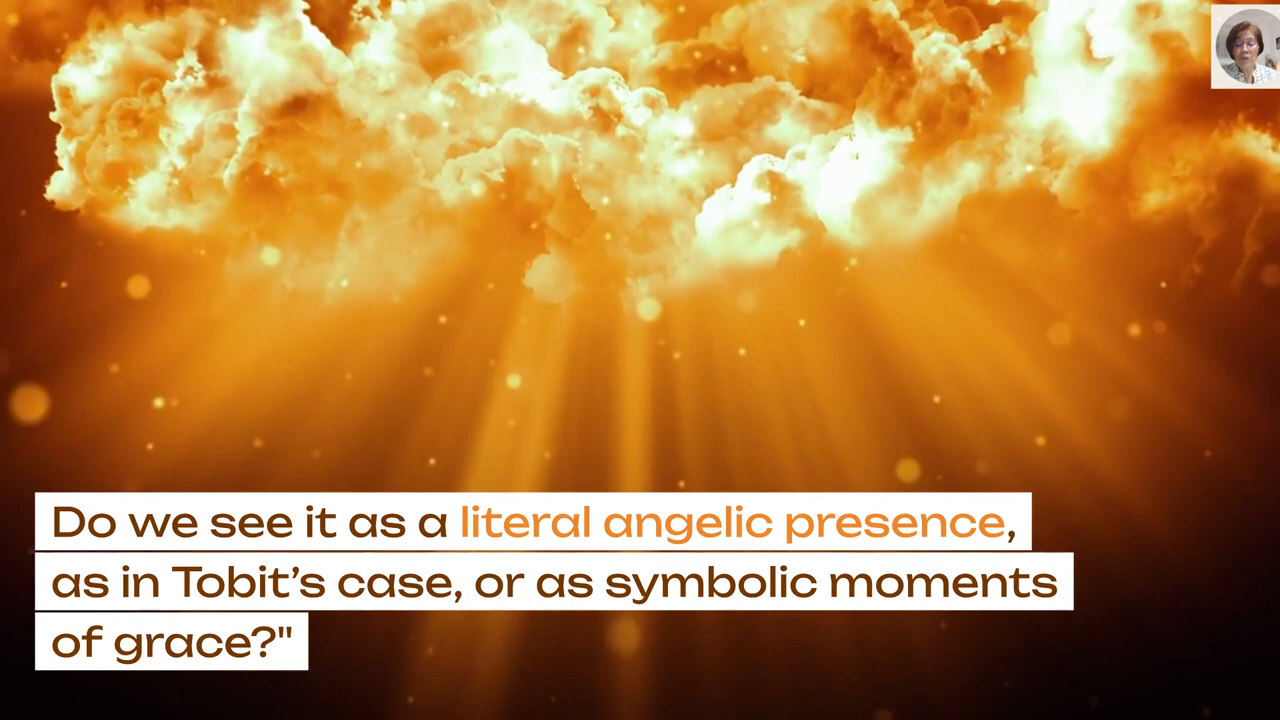 Do we see it as a literal angelic presence,
as in Tobit’s case, or as symbolic moments
of grace?"